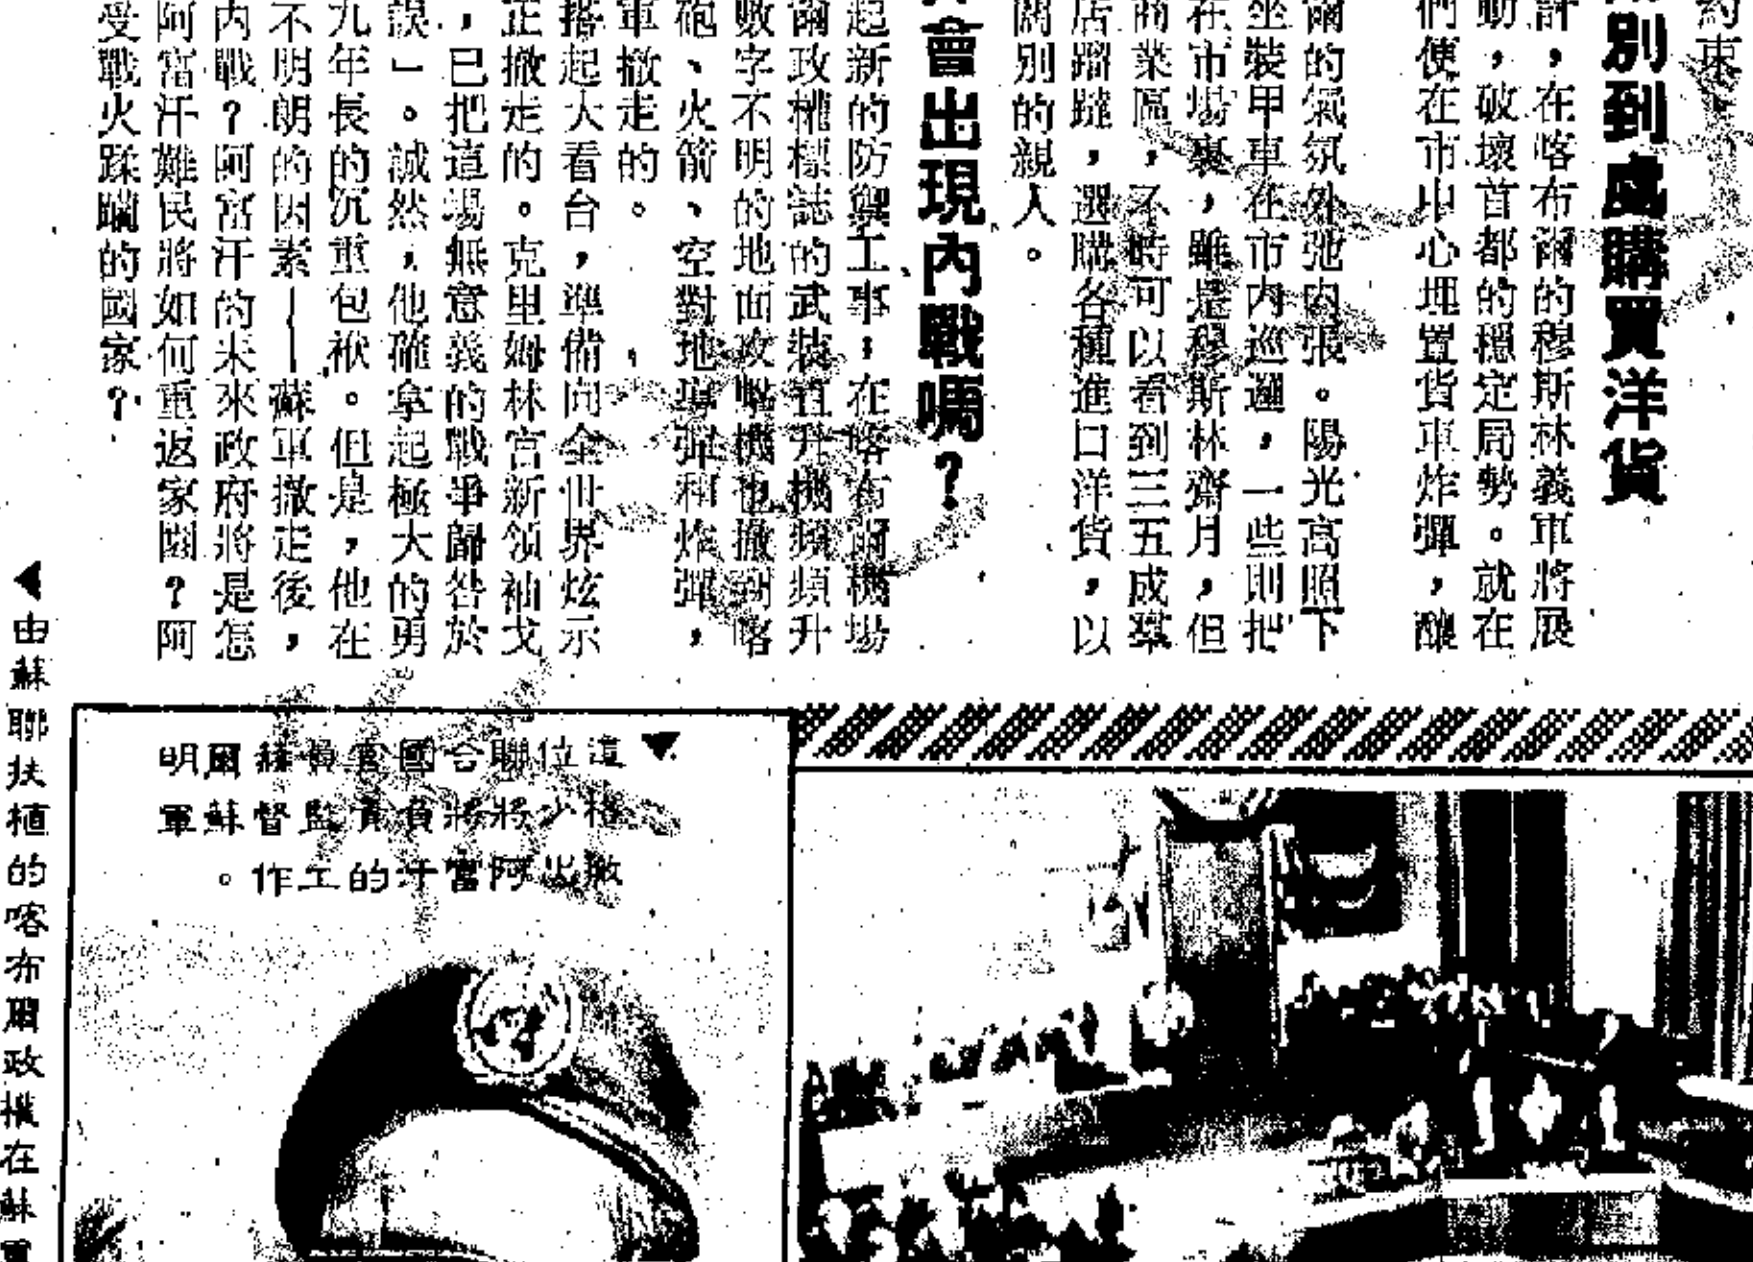 約束。
別到處購買洋貨
計,在喀布爾的穆斯林義軍將展
動,破壞首都的穩定局勢。就在
們便在市中心埋置貨車炸彈,釀
爾的氣氛外弛內張。陽光高照下
坐裝甲車在市內巡邏,一些則把
在市場裏,雖是穆斯林齋月,但
商業區,不時可以看到三五成羣
店蹓躂,選購各種進口洋貨,以
闊別的親人。
會出現內戰嗎?
起新的防禦工事;在喀布爾機場
爾政權標誌的武裝直升機頻頻升
數字不明的地面攻擊機也撤到喀
砲、火箭、空對地導彈和炸彈,
軍撤走的。
搭起大看台,準備向全世界炫示
正撤走的。克里姆林宮新領袖戈
,已把這場無意義的戰爭歸咎於
誤」。誠然,他確拿起極大的勇
九年長的沉重包袱。但是,他在
不明朗的因素——蘇軍撤走後,
內戰?阿富汗的未來政府將是怎
阿富汗難民將如何重返家園?阿
受戰火蹂躪的國家?
▼這位聯合國官員赫爾明
格少將將負責監督蘇軍
撤出阿富汗的工作。
◀由蘇聯扶植的喀布爾政權在蘇軍